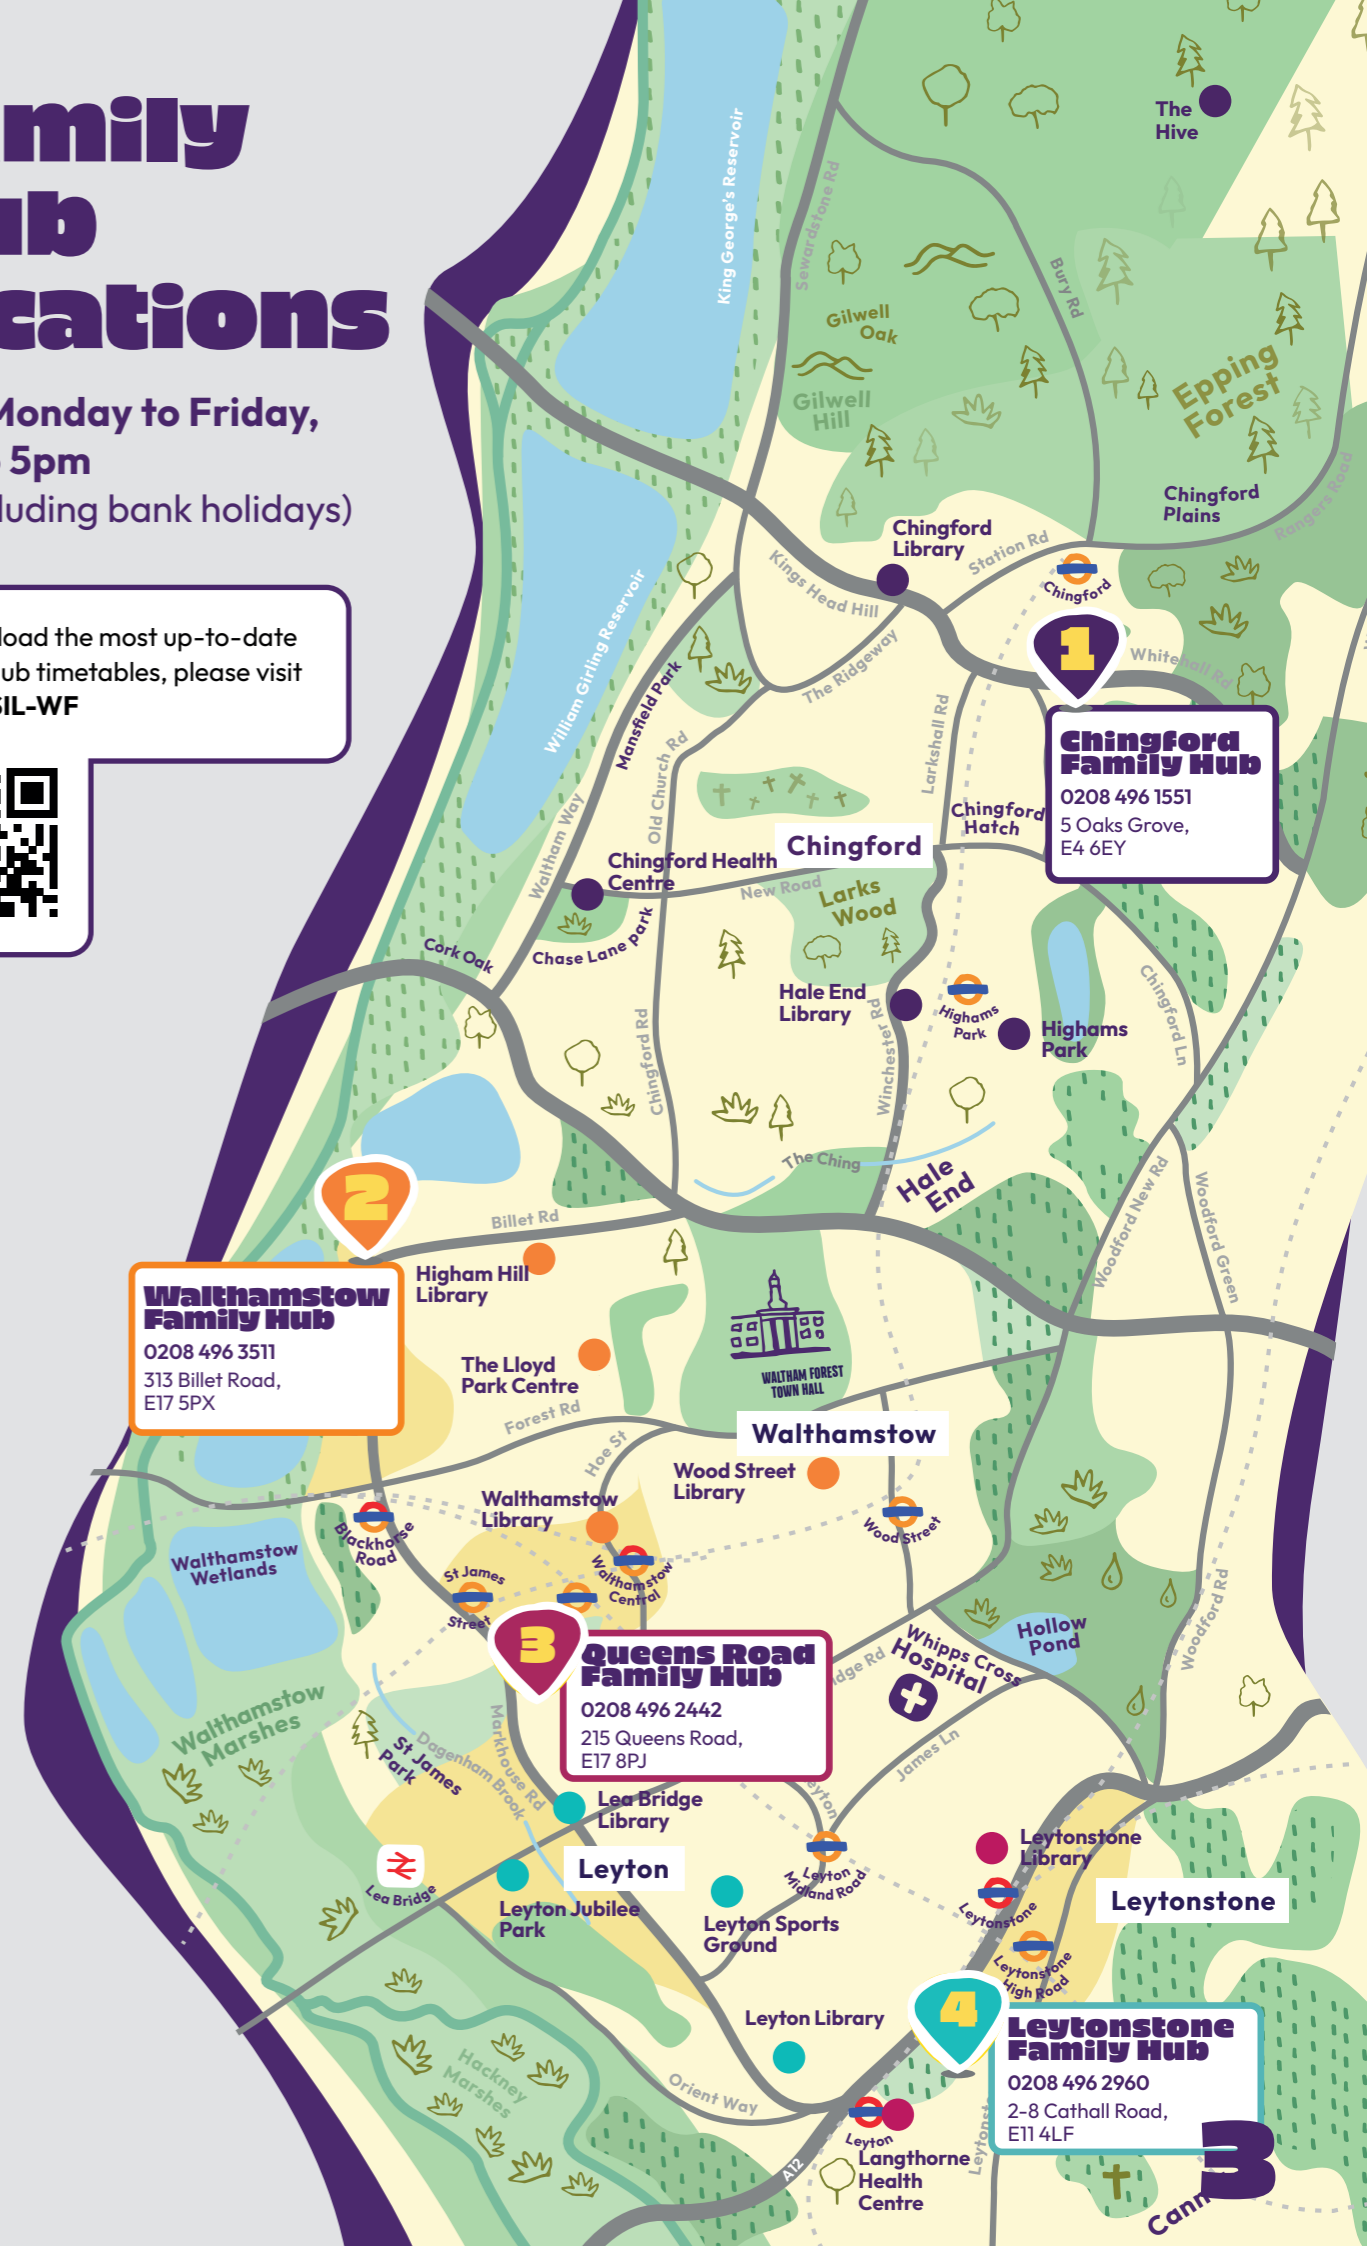 mily
ub
cations
Monday to Friday,
5pm
luding bank holidays)
load the most up-to-date
ub timetables, please visit
SIL-WF
King George's Reservoir
Sewardstone Rd
The
Hive
Bury Rd
Gilwell
Oak
Gilwell
Hill
Epping
Forest
Chingford
Plains
Rangers Road
Chingford
Library
Station Rd
Chingford
Kings Head Hill
The Ridgeway
Whitehall Rd
1
William Girling Reservoir
Mansfield Park
Old Church Rd
Larkshall Rd
Chingford
Family Hub
0208 496 1551
5 Oaks Grove,
E4 6EY
Chingford
Hatch
Chingford
Waltham Way
Chingford Health
Centre
New Road
Larks
Wood
Cork Oak
Chase Lane park
Hale End
Library
Highams
Park
Highams
Park
Chingford Ln
Chingford Rd
Winchester Rd
The Ching
Hale
End
Woodford New Rd
Woodford Green
2
Billet Rd
Walthamstow
Family Hub
0208 496 3511
313 Billet Road,
E17 5PX
Higham Hill
Library
The Lloyd
Park Centre
WALTHAM FOREST
TOWN HALL
Forest Rd
Hoe St
Walthamstow
Wood Street
Library
Walthamstow
Library
Wood Street
Blackhorse
Road
Walthamstow
Wetlands
St James
Street
Walthamstow
Central
3
Queens Road
Family Hub
0208 496 2442
215 Queens Road,
E17 8PJ
idge Rd
Whipps Cross
Hospital
Hollow
Pond
Woodford Rd
Walthamstow
Marshes
St James
Park
Dagenham Brook
Markhouse Rd
James Ln
eyton
Lea Bridge
Library
Leyton
Lea Bridge
Leyton Jubilee
Park
Leyton
Midland Road
Leyton Sports
Ground
Leytonstone
Library
Leytonstone
Leytonstone
Leytonstone
High Road
4
Leytonstone
Family Hub
0208 496 2960
2-8 Cathall Road,
E11 4LF
Leyton Library
Hackney
Marshes
Orient Way
Leyton
Langthorne
Health
Centre
Leytonst
A12
Cann
3